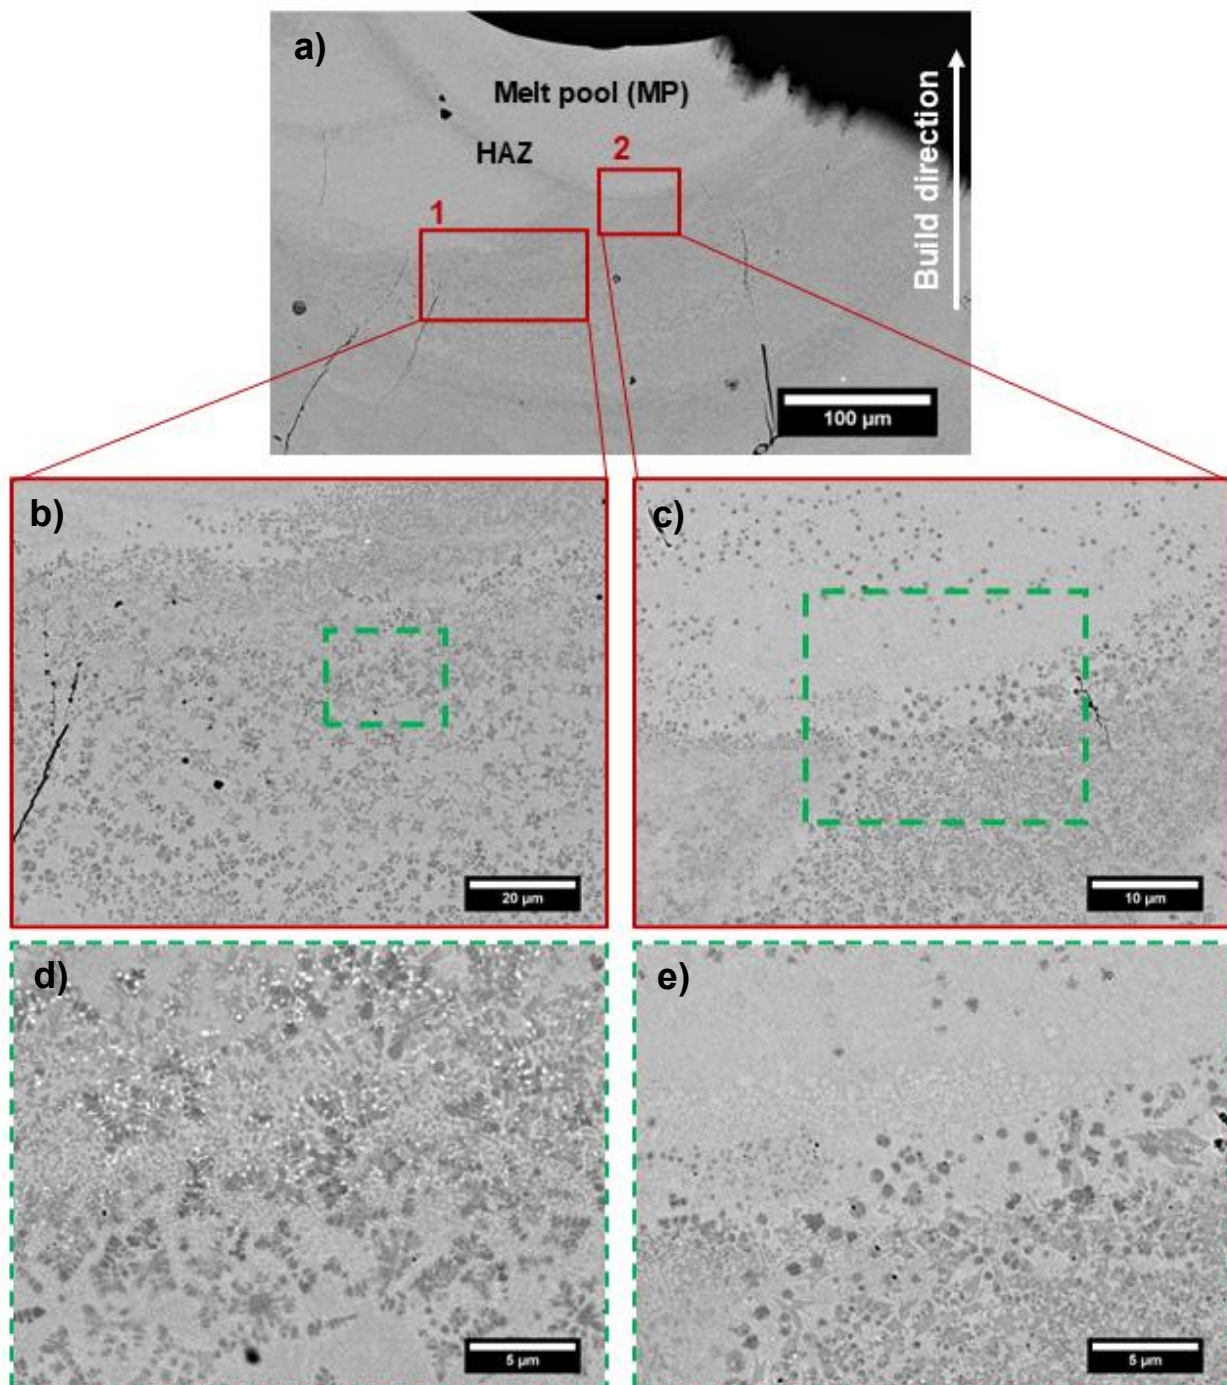 a)
Melt pool (MP)
HAZ
2
1
Build direction
100 µm
b)
20 µm
c)
10 µm
d)
5 µm
e)
5 µm